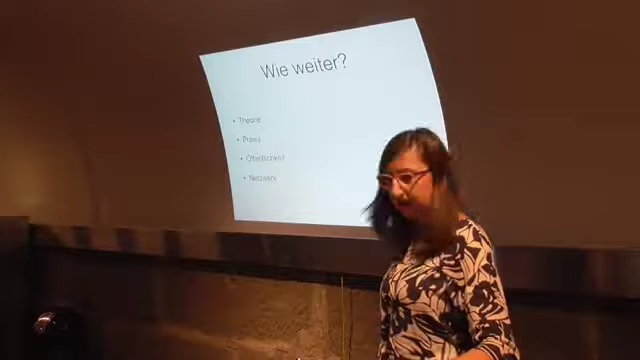 Wie weiter?
• Theorie
• Praxis
• Öffentlichkeit
• Netzwerk